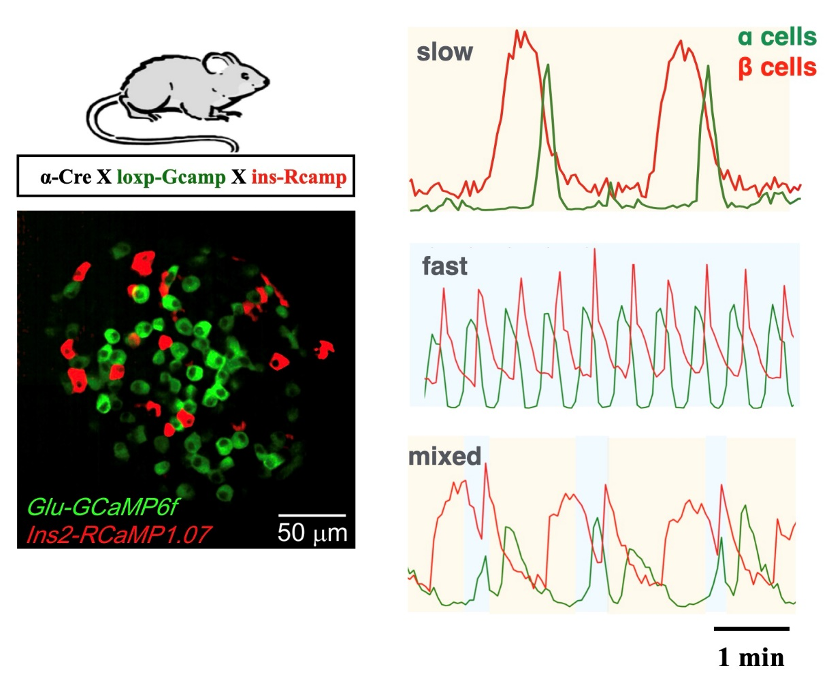 α-Cre X loxp-Gcamp X ins-Rcamp
Glu-GCaMP6f
Ins2-RCaMP1.07
50 μm
slow
α cells
β cells
fast
mixed
1 min